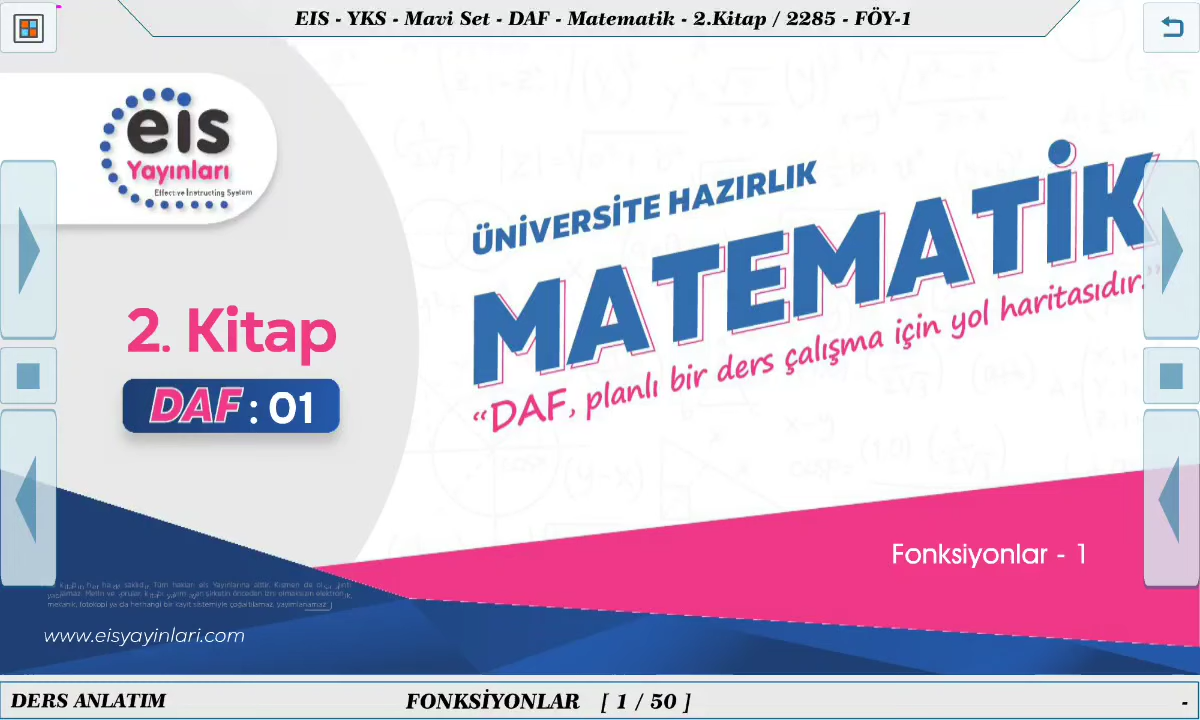 EIS - YKS - Mavi Set - DAF - Matematik - 2.Kitap / 2285 - FÖY-1
eis
Yayınları
Effective Instructing System
ÜNİVERSİTE HAZIRLIK
MATEMATİK
“DAF, planlı bir ders çalışma için yol haritasıdır.”
2. Kitap
DAF : 01
Fonksiyonlar - 1
www.eisyayinlari.com
DERS ANLATIM
FONKSİYONLAR [ 1 / 50 ]
-